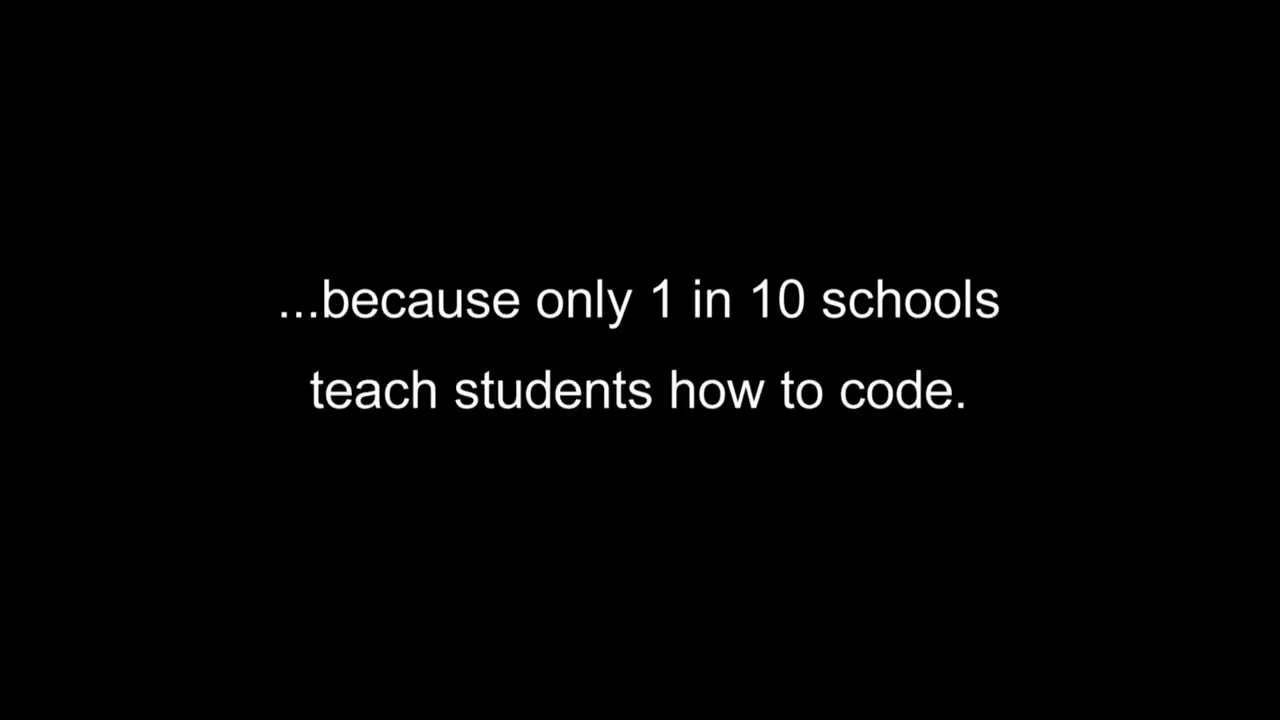 ...because only 1 in 10 schools
teach students how to code.